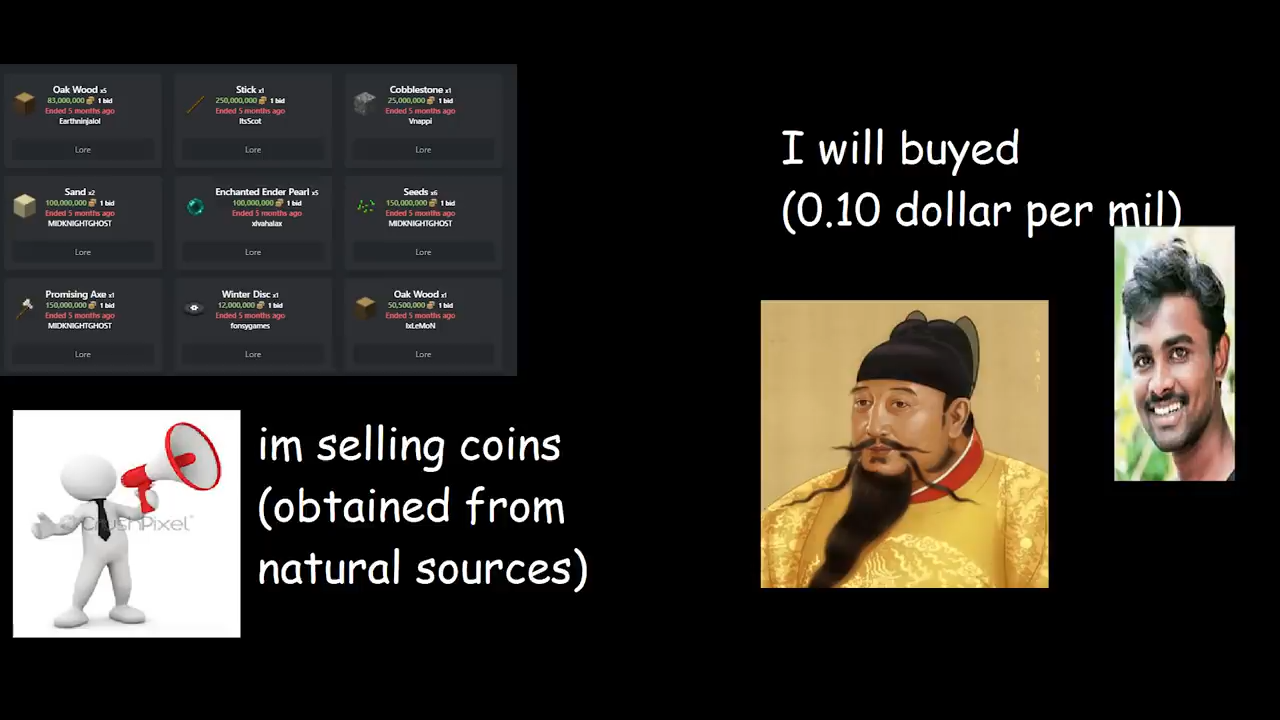 Oak Wood x5
83,000,000 1 bid
Ended 5 months ago
Earthninjalol
Lore
Stick x1
250,000,000 1 bid
Ended 5 months ago
ItsScot
Lore
Cobblestone x1
25,000,000 1 bid
Ended 5 months ago
Vnappi
Lore
Sand x2
100,000,000 1 bid
Ended 5 months ago
MIDKNIGHTGHOST
Lore
Enchanted Ender Pearl x5
100,000,000 1 bid
Ended 5 months ago
xlvahalax
Lore
Seeds x6
150,000,000 1 bid
Ended 5 months ago
MIDKNIGHTGHOST
Lore
Promising Axe x1
150,000,000 1 bid
Ended 5 months ago
MIDKNIGHTGHOST
Lore
Winter Disc x1
12,000,000 1 bid
Ended 5 months ago
fonsygames
Lore
Oak Wood x1
50,500,000 1 bid
Ended 5 months ago
IxLeMoN
Lore
I will buyed
(0.10 dollar per mil)
im selling coins
(obtained from
natural sources)
CrushPixel